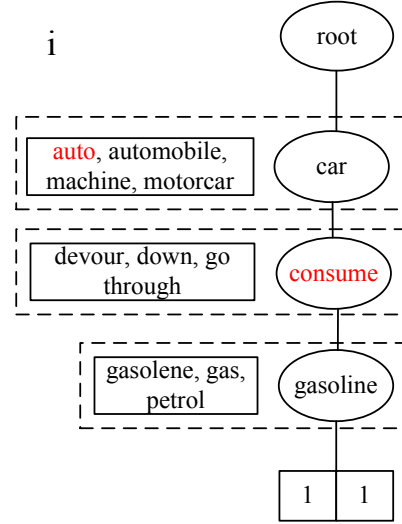 i
root
auto, automobile,
machine, motorcar
car
devour, down, go
through
consume
gasolene, gas,
petrol
gasoline
1 1